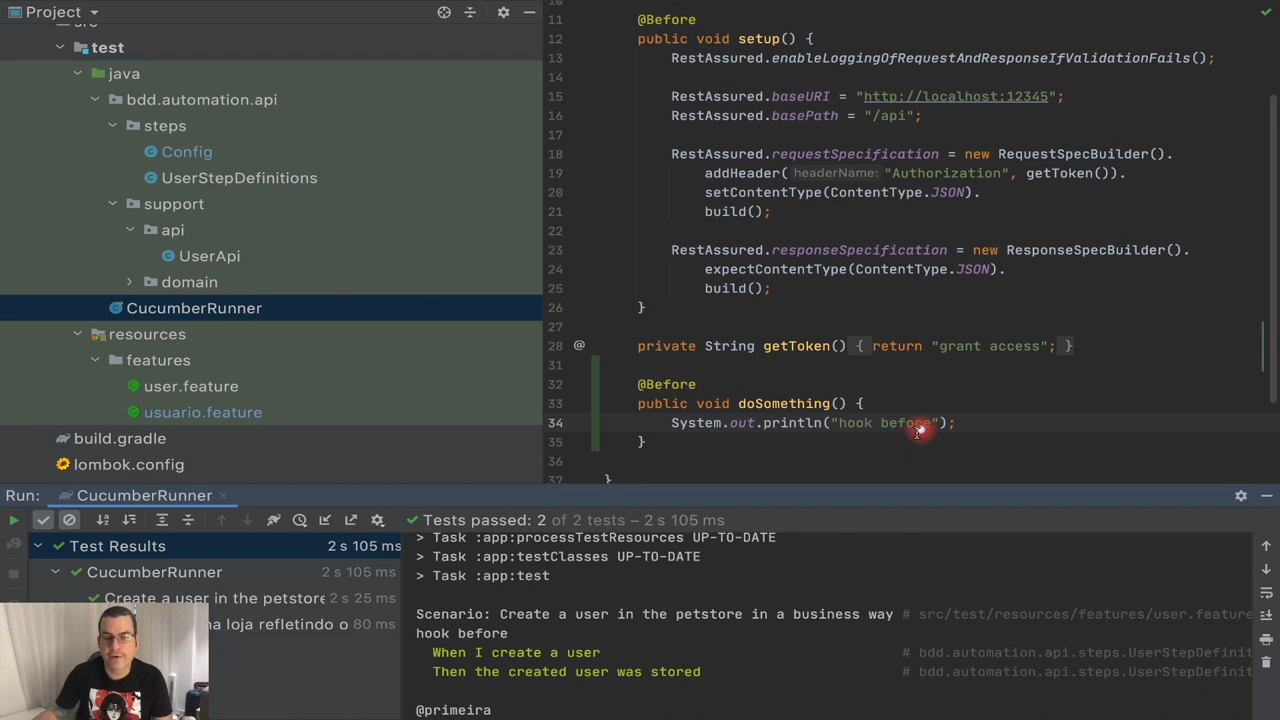 Project
src
test
java
bdd.automation.api
steps
Config
UserStepDefinitions
support
api
UserApi
domain
CucumberRunner
resources
features
user.feature
usuario.feature
build.gradle
lombok.config
10
11 @Before
12 public void setup() {
13 RestAssured.enableLoggingOfRequestAndResponseIfValidationFails();
14
15 RestAssured.baseURI = "http://localhost:12345";
16 RestAssured.basePath = "/api";
17
18 RestAssured.requestSpecification = new RequestSpecBuilder().
19 addHeader( headerName: "Authorization", getToken()).
20 setContentType(ContentType.JSON).
21 build();
22
23 RestAssured.responseSpecification = new ResponseSpecBuilder().
24 expectContentType(ContentType.JSON).
25 build();
26 }
27
28 @ private String getToken() { return "grant access"; }
31
32 @Before
33 public void doSomething() {
34 System.out.println("hook before");
35 }
36
37 }
Run: CucumberRunner
Tests passed: 2 of 2 tests – 2 s 105 ms
Test Results 2 s 105 ms
CucumberRunner 2 s 105 ms
Create a user in the petstore 2 s 25 ms
na loja refletindo o 80 ms
> Task :app:processTestResources UP-TO-DATE
> Task :app:testClasses UP-TO-DATE
> Task :app:test
Scenario: Create a user in the petstore in a business way # src/test/resources/features/user.feature
hook before
When I create a user # bdd.automation.api.steps.UserStepDefinit
Then the created user was stored # bdd.automation.api.steps.UserStepDefinit
@primeira